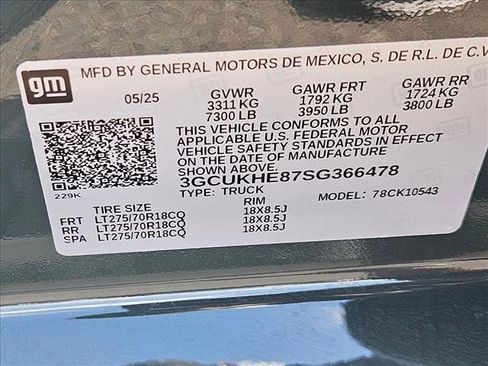 gm
MFD BY GENERAL MOTORS DE MEXICO, S. DE R.L. DE C.V
05/25 GVWR GAWR FRT GAWR RR
3311 KG 1792 KG 1724 KG
7300 LB 3950 LB 3800 LB
THIS VEHICLE CONFORMS TO ALL
APPLICABLE U.S. FEDERAL MOTOR
VEHICLE SAFETY STANDARDS IN EFFECT
ON THE DATE OF MANUFACTURE SHOWN ABOVE.
3GCUKHE87SG366478
TYPE: TRUCK MODEL: 78CK10543
229K
TIRE SIZE RIM
FRT LT275/70R18CQ 18X8.5J
RR LT275/70R18CQ 18X8.5J
SPA LT275/70R18CQ 18X8.5J